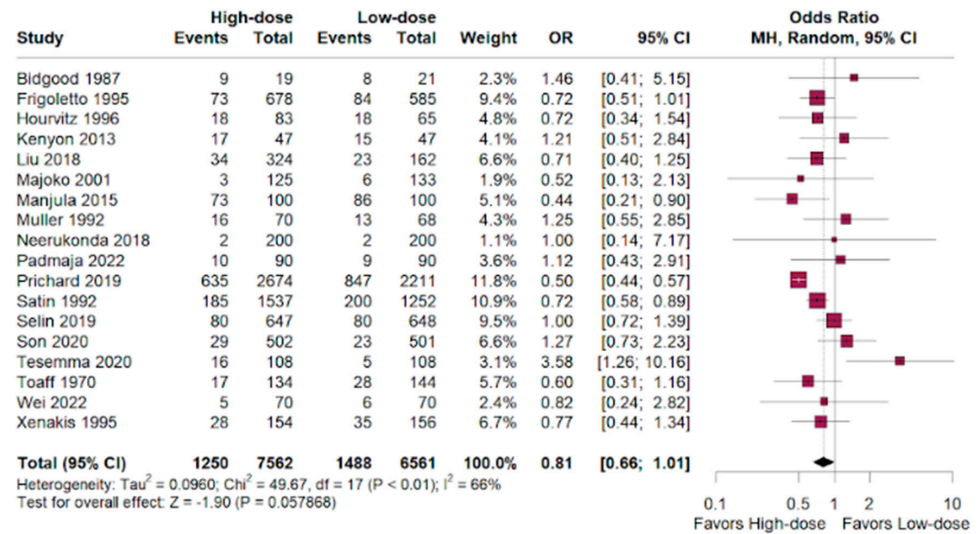 High-dose Low-dose Odds Ratio
Study Events Total Events Total Weight OR 95% CI MH, Random, 95% CI
Bidgood 1987 9 19 8 21 2.3% 1.46 [0.41; 5.15]
Frigoletto 1995 73 678 84 585 9.4% 0.72 [0.51; 1.01]
Hourvitz 1996 18 83 18 65 4.8% 0.72 [0.34; 1.54]
Kenyon 2013 17 47 15 47 4.1% 1.21 [0.51; 2.84]
Liu 2018 34 324 23 162 6.6% 0.71 [0.40; 1.25]
Majoko 2001 3 125 6 133 1.9% 0.52 [0.13; 2.13]
Manjula 2015 73 100 86 100 5.1% 0.44 [0.21; 0.90]
Muller 1992 16 70 13 68 4.3% 1.25 [0.55; 2.85]
Neerukonda 2018 2 200 2 200 1.1% 1.00 [0.14; 7.17]
Padmaja 2022 10 90 9 90 3.6% 1.12 [0.43; 2.91]
Prichard 2019 635 2674 847 2211 11.8% 0.50 [0.44; 0.57]
Satin 1992 185 1537 200 1252 10.9% 0.72 [0.58; 0.89]
Selin 2019 80 647 80 648 9.5% 1.00 [0.72; 1.39]
Son 2020 29 502 23 501 6.6% 1.27 [0.73; 2.23]
Tesemma 2020 16 108 5 108 3.1% 3.58 [1.26; 10.16]
Toaff 1970 17 134 28 144 5.7% 0.60 [0.31; 1.16]
Wei 2022 5 70 6 70 2.4% 0.82 [0.24; 2.82]
Xenakis 1995 28 154 35 156 6.7% 0.77 [0.44; 1.34]
Total (95% CI) 1250 7562 1488 6561 100.0% 0.81 [0.66; 1.01]
Heterogeneity: Tau² = 0.0960; Chi² = 49.67, df = 17 (P < 0.01); I² = 66%
Test for overall effect: Z = -1.90 (P = 0.057868)
0.1 0.5 1 2 10
Favors High-dose Favors Low-dose